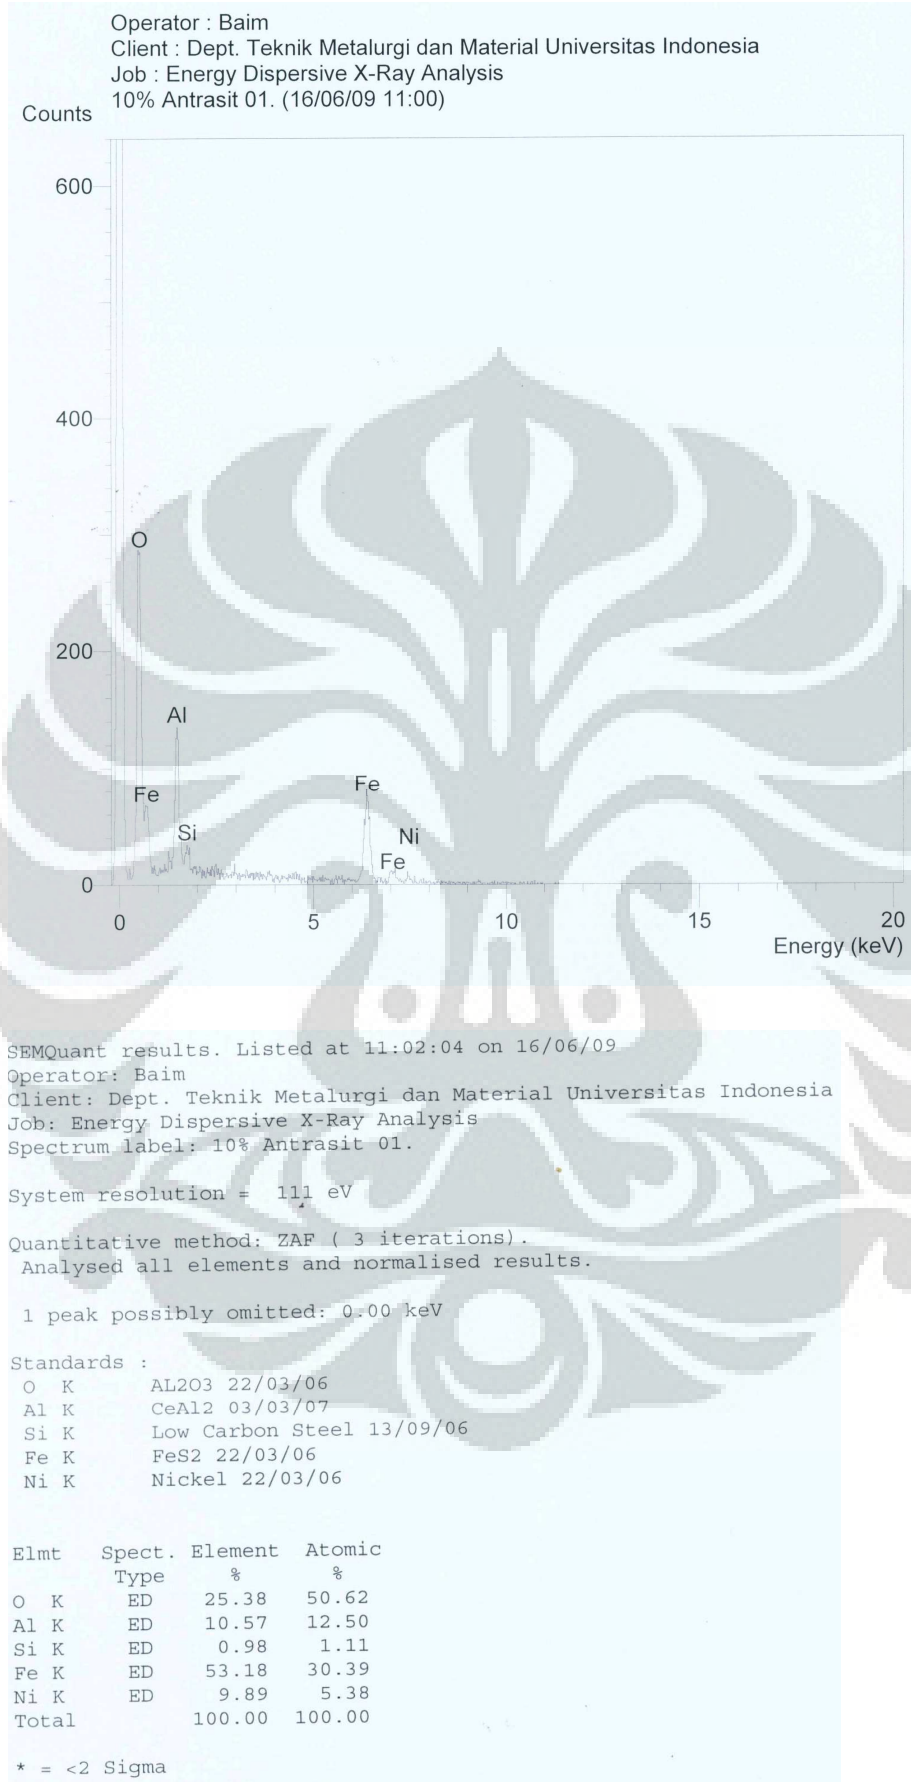 Operator : Baim
Client : Dept. Teknik Metalurgi dan Material Universitas Indonesia
Job : Energy Dispersive X-Ray Analysis
10% Antrasit 01. (16/06/09 11:00)
Counts
600
400
O
200
Al
Fe
Fe
Si
Ni
Fe
0
0 5 10 15 20
Energy (keV)
SEMQuant results. Listed at 11:02:04 on 16/06/09
Operator: Baim
Client: Dept. Teknik Metalurgi dan Material Universitas Indonesia
Job: Energy Dispersive X-Ray Analysis
Spectrum label: 10% Antrasit 01.
System resolution = 111 eV
Quantitative method: ZAF ( 3 iterations).
Analysed all elements and normalised results.
1 peak possibly omitted: 0.00 keV
Standards :
O K AL2O3 22/03/06
Al K CeAl2 03/03/07
Si K Low Carbon Steel 13/09/06
Fe K FeS2 22/03/06
Ni K Nickel 22/03/06
Elmt Spect. Element Atomic
Type % %
O K ED 25.38 50.62
Al K ED 10.57 12.50
Si K ED 0.98 1.11
Fe K ED 53.18 30.39
Ni K ED 9.89 5.38
Total 100.00 100.00
* = <2 Sigma